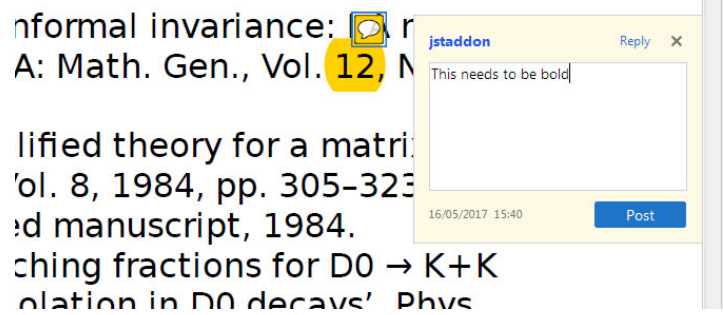 nformal invariance:
A: Math. Gen., Vol. 12, N
lified theory for a matri
Vol. 8, 1984, pp. 305–323
ed manuscript, 1984.
ching fractions for D0 → K+K
olation in D0 decays’, Phys
jstaddon
Reply
This needs to be bold
16/05/2017 15:40
Post